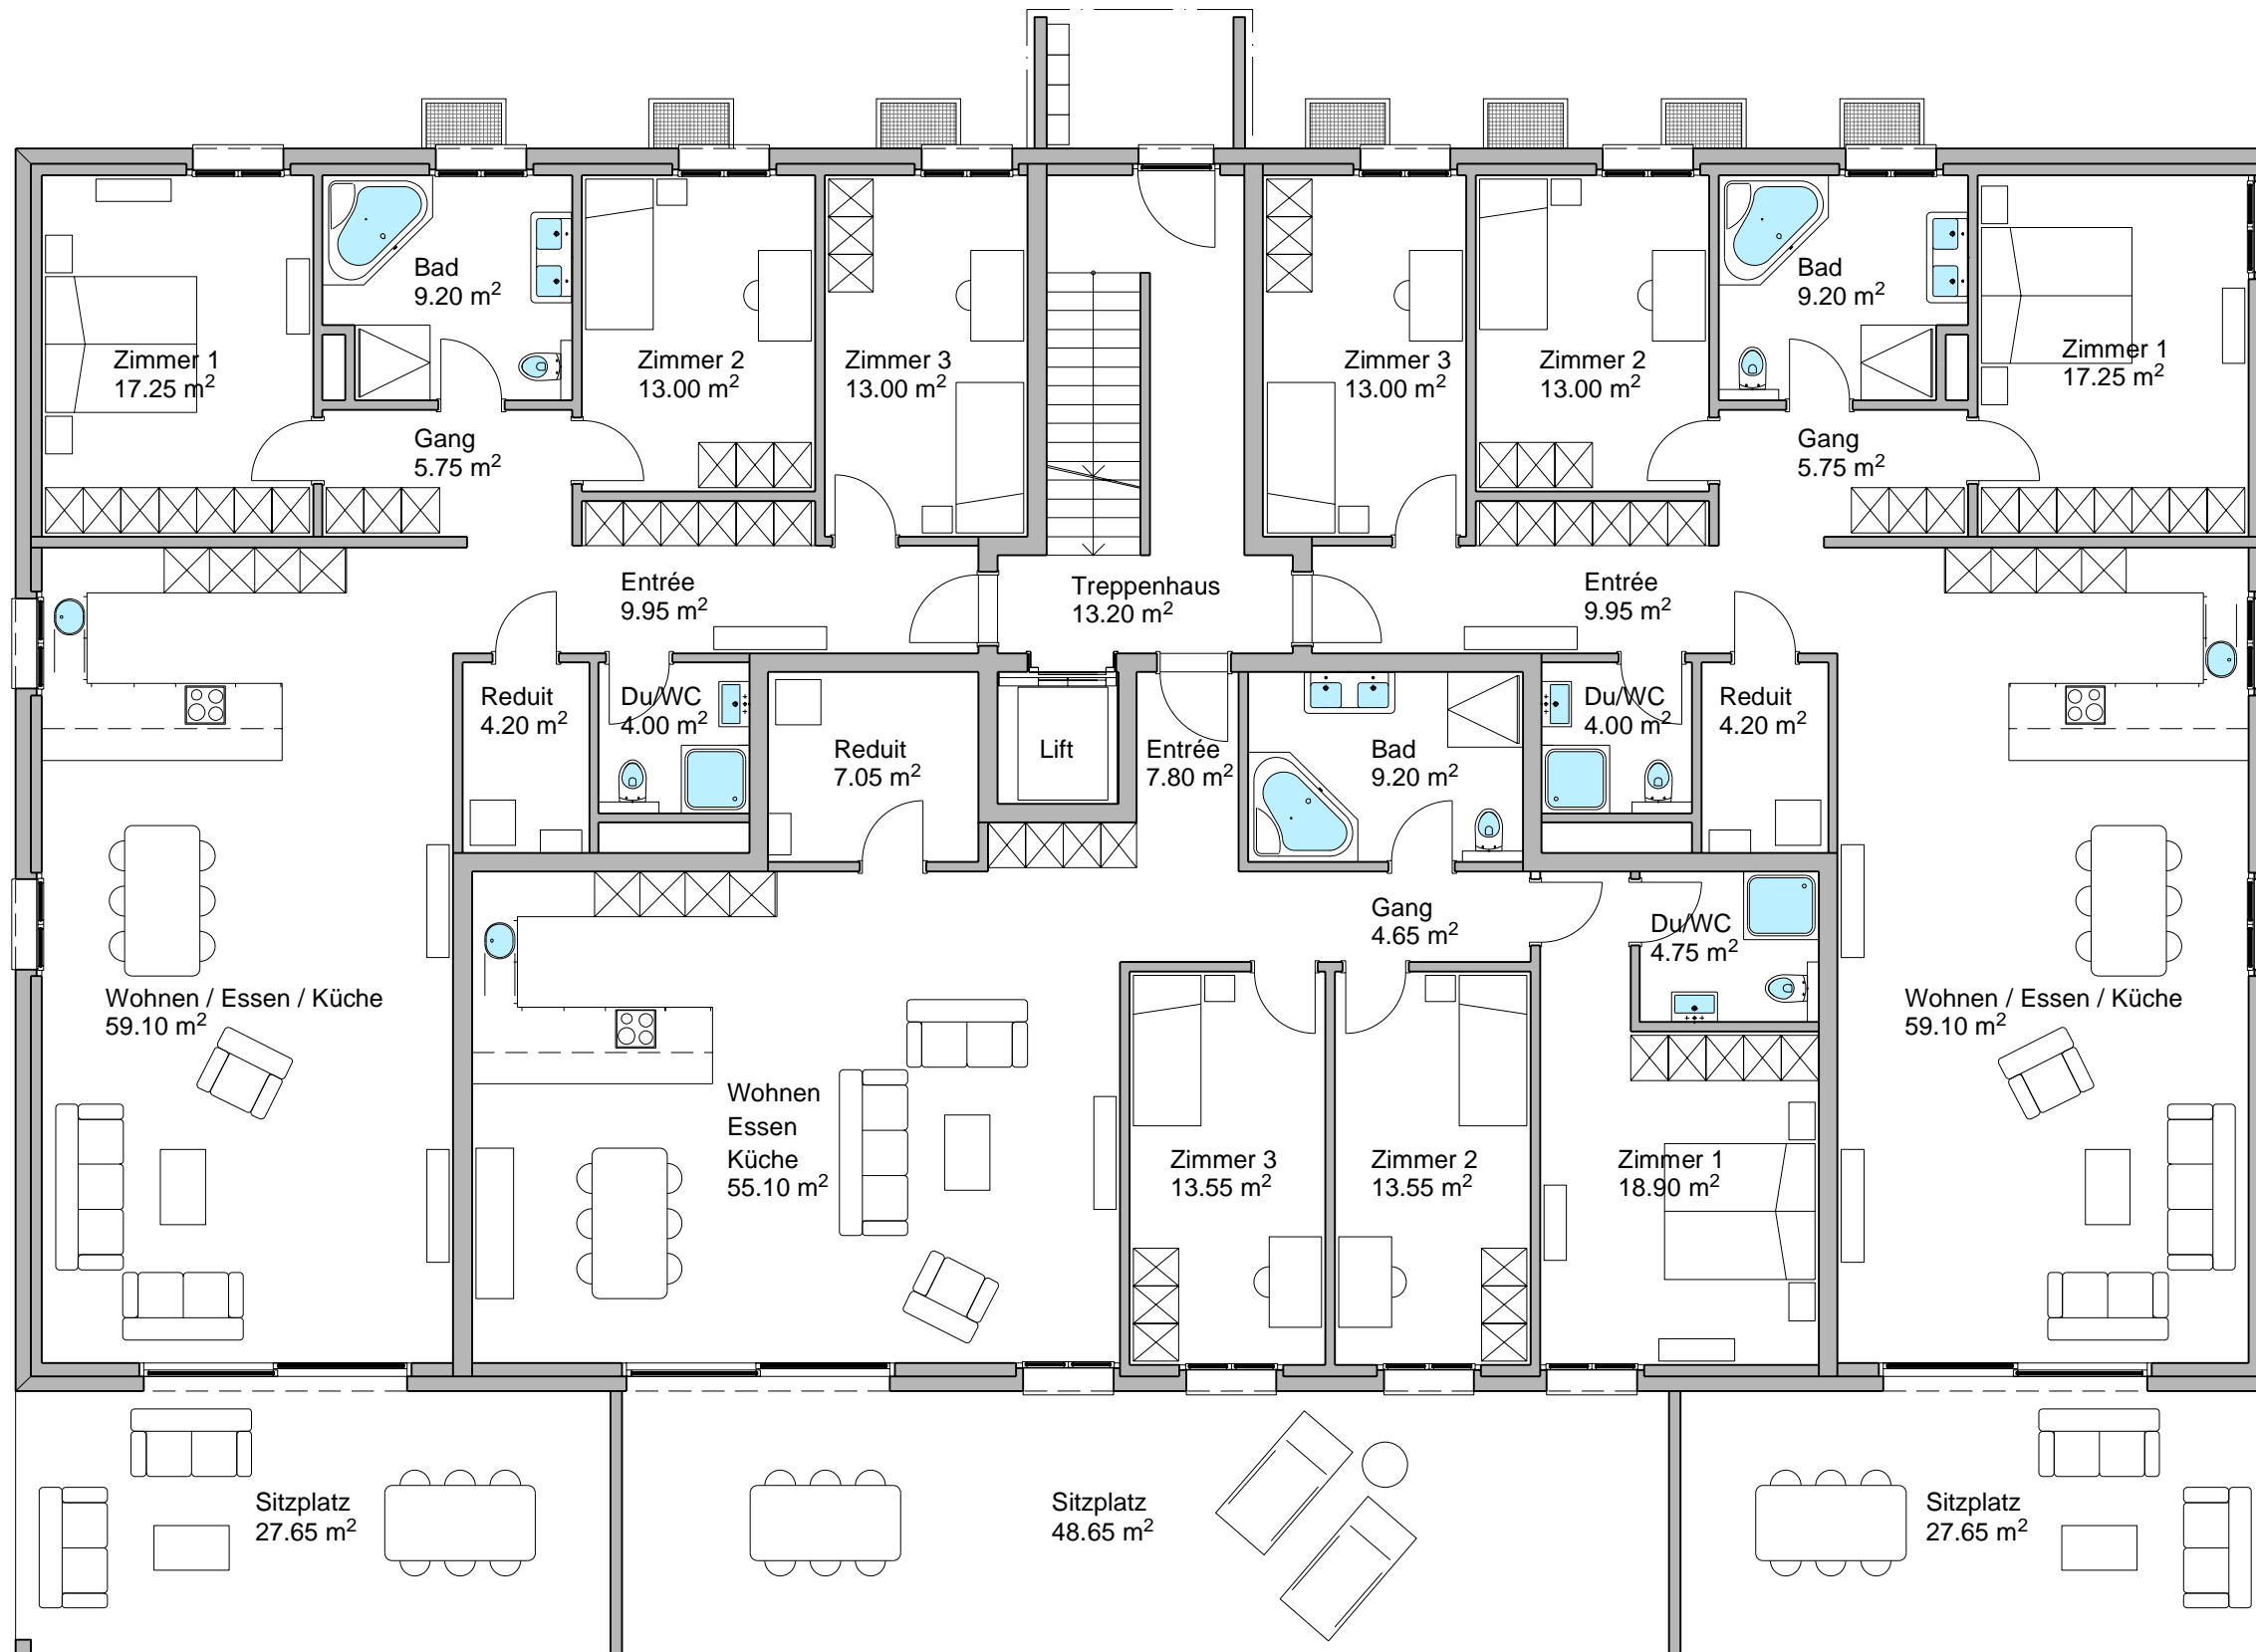 Bad
9.20 m²
Bad
9.20 m²
Zimmer 1
17.25 m²
Zimmer 2
13.00 m²
Zimmer 3
13.00 m²
Zimmer 3
13.00 m²
Zimmer 2
13.00 m²
Zimmer 1
17.25 m²
Gang
5.75 m²
Gang
5.75 m²
Entrée
9.95 m²
Treppenhaus
13.20 m²
Entrée
9.95 m²
Reduit
4.20 m²
Du/WC
4.00 m²
Reduit
7.05 m²
Lift
Entrée
7.80 m²
Bad
9.20 m²
Du/WC
4.00 m²
Reduit
4.20 m²
Gang
4.65 m²
Du/WC
4.75 m²
Wohnen / Essen / Küche
59.10 m²
Wohnen / Essen / Küche
59.10 m²
Wohnen
Essen
Küche
55.10 m²
Zimmer 3
13.55 m²
Zimmer 2
13.55 m²
Zimmer 1
18.90 m²
Sitzplatz
27.65 m²
Sitzplatz
48.65 m²
Sitzplatz
27.65 m²